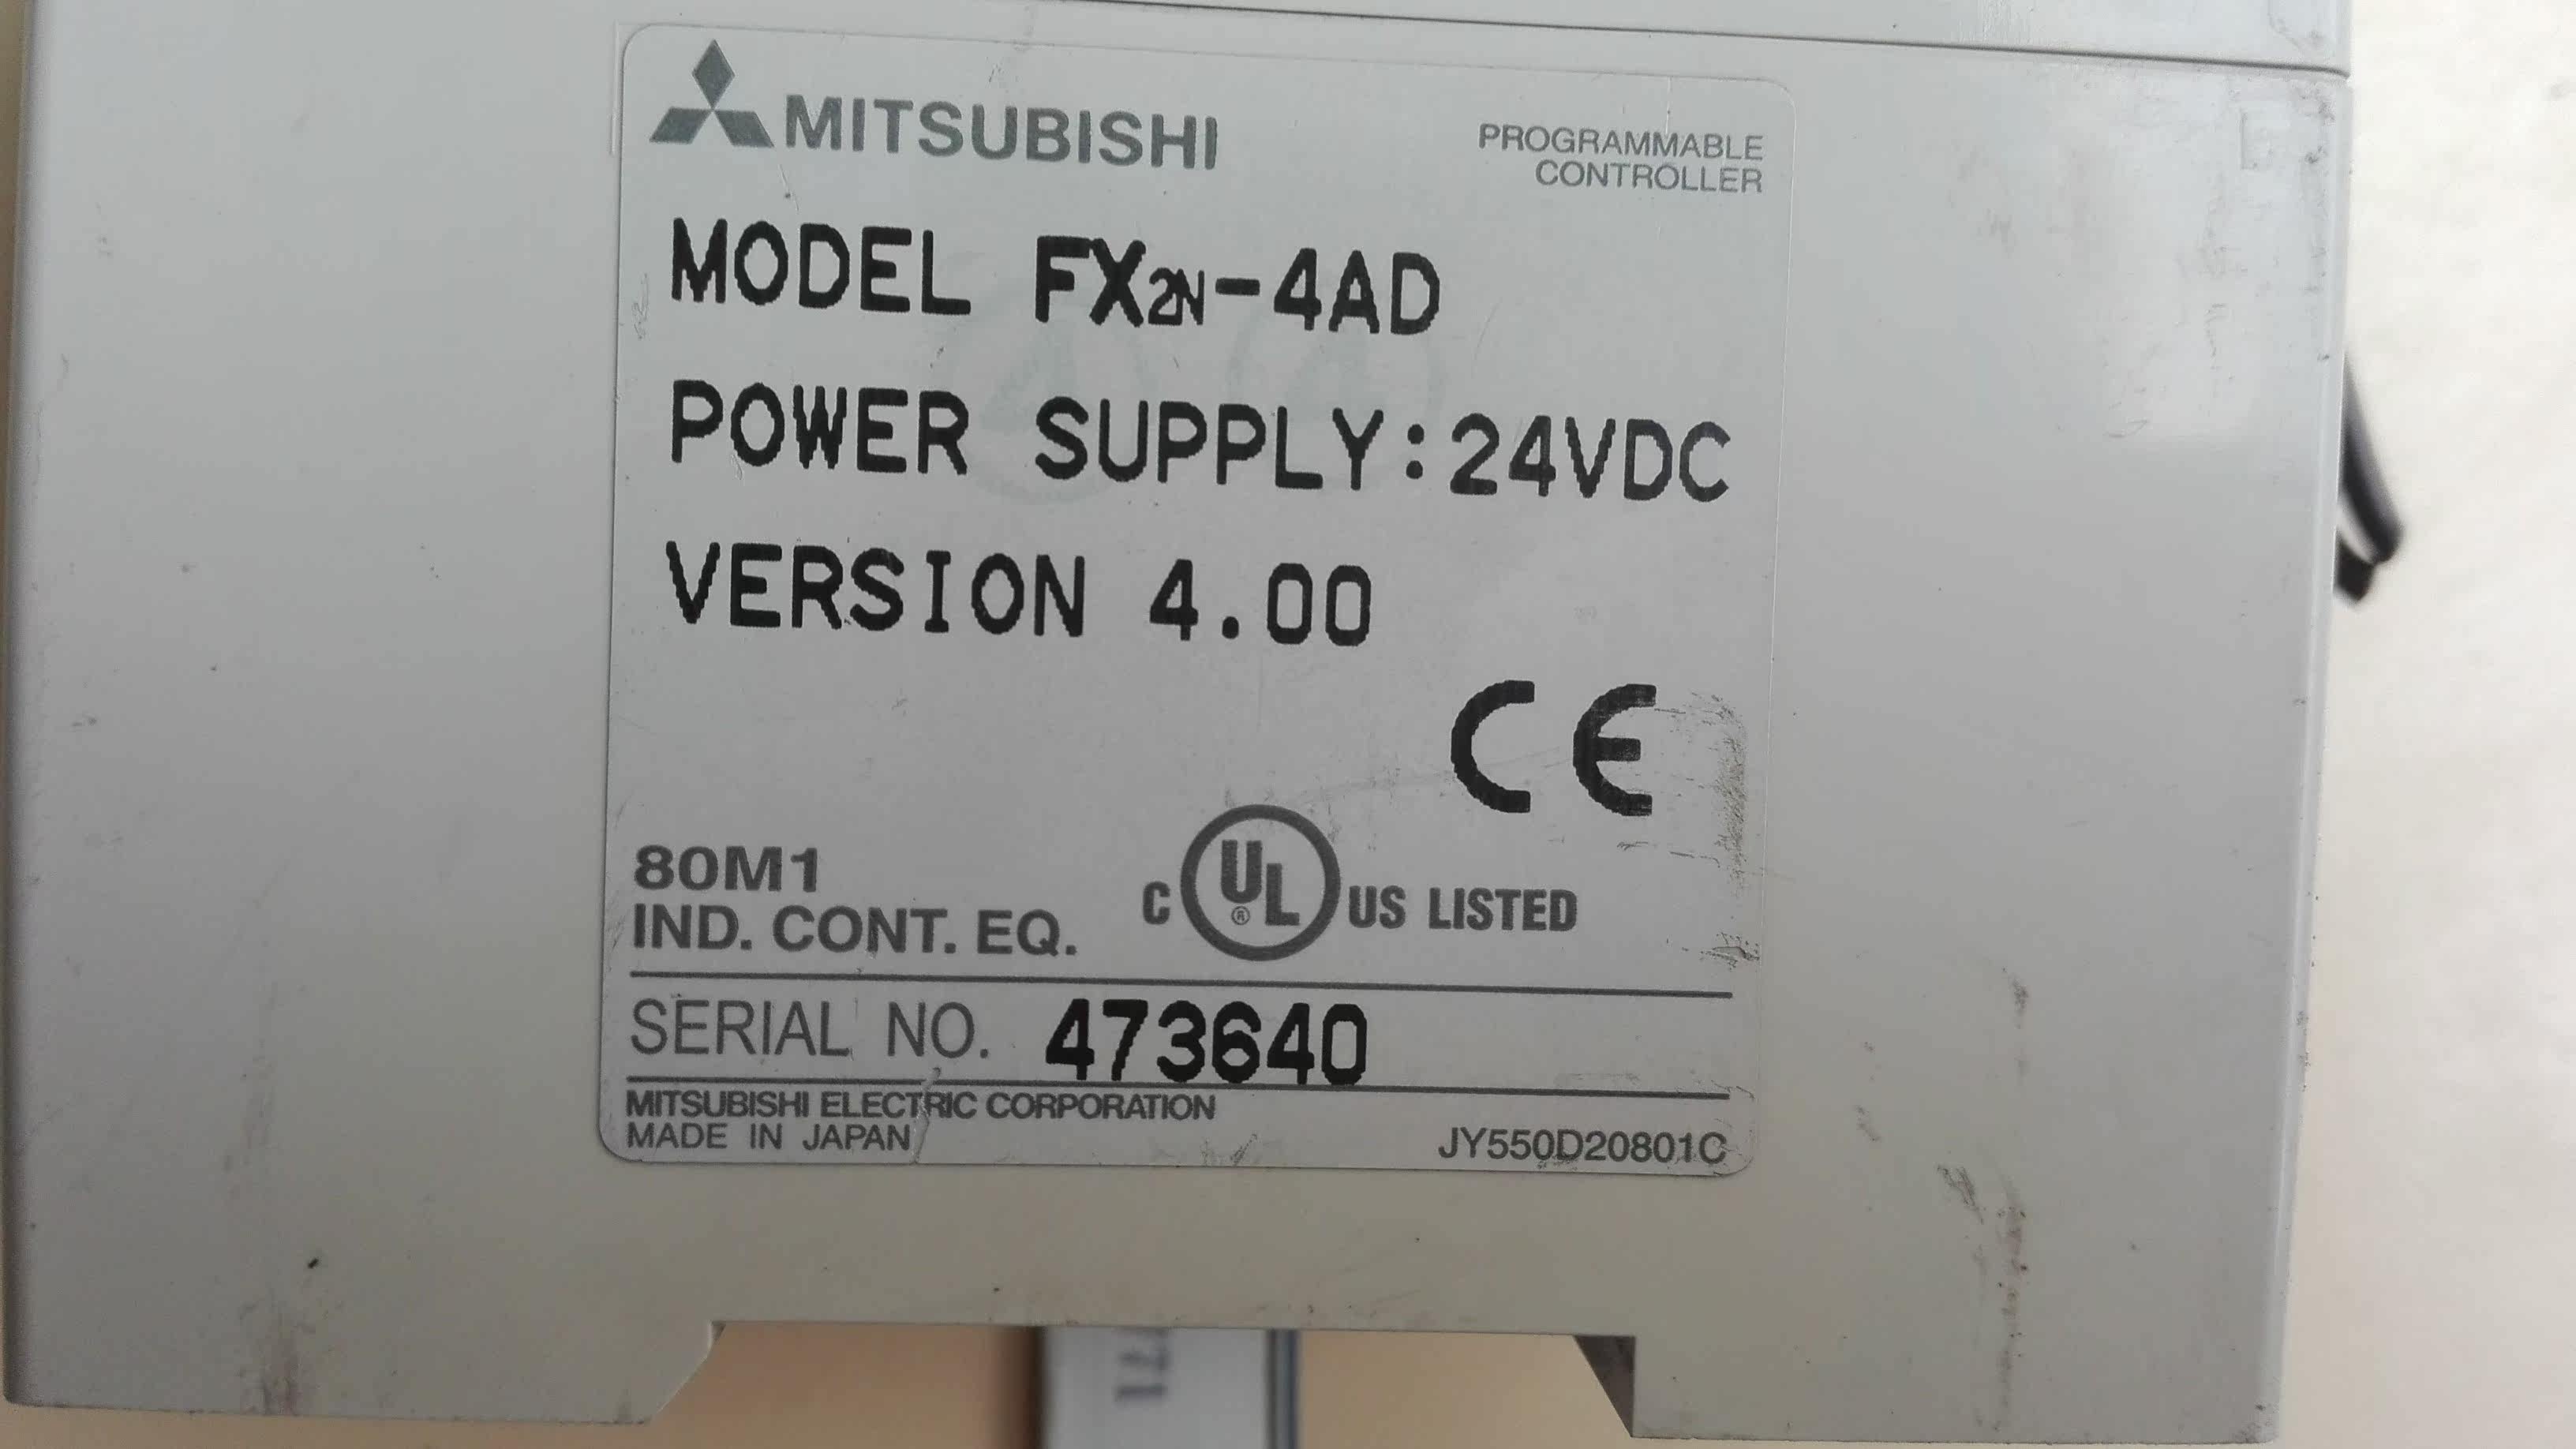 MITSUBISHI
PROGRAMMABLE
CONTROLLER
MODEL FX2N-4AD
POWER SUPPLY:24VDC
VERSION 4.00
CE
80M1
IND. CONT. EQ.
C UL® US LISTED
SERIAL NO. 473640
MITSUBISHI ELECTRIC CORPORATION
MADE IN JAPAN
JY550D20801C